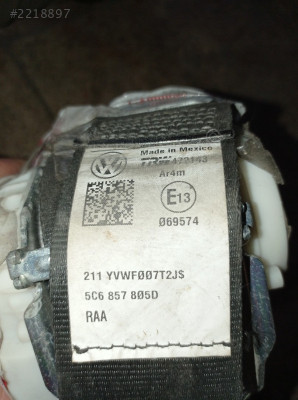 #2218897
Made in Mexico
Ar4m
E13
069574
211 YVWF007T2JS
5C6 857 805D
RAA